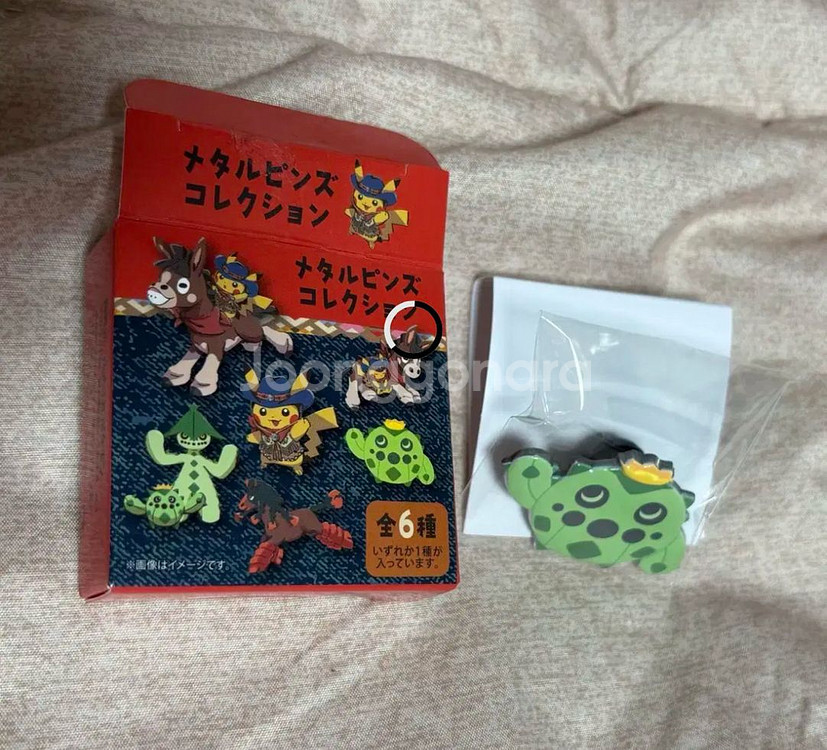 メタルピンズ
コレクション
メタルピンズ
コレクション
Joonggonara
全6種
いずれか1種が
入っています。
※画像はイメージです